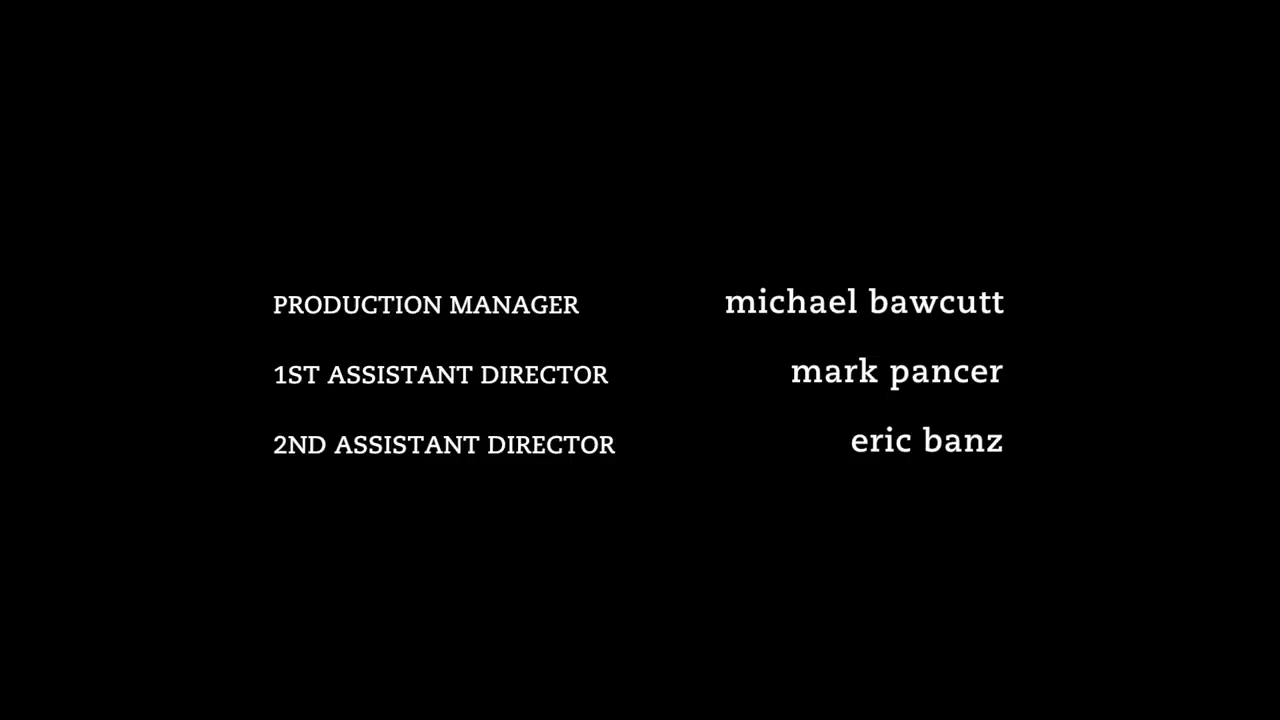 PRODUCTION MANAGER michael bawcutt
1ST ASSISTANT DIRECTOR mark pancer
2ND ASSISTANT DIRECTOR eric banz